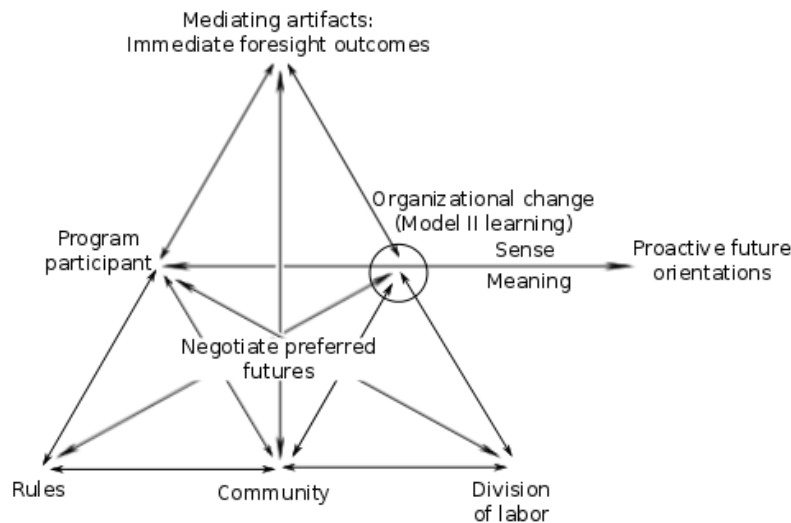 Mediating artifacts:
Immediate foresight outcomes
Organizational change
(Model II learning)
Program
participant
Sense
Meaning
Proactive future
orientations
Negotiate preferred
futures
Rules
Community
Division
of labor